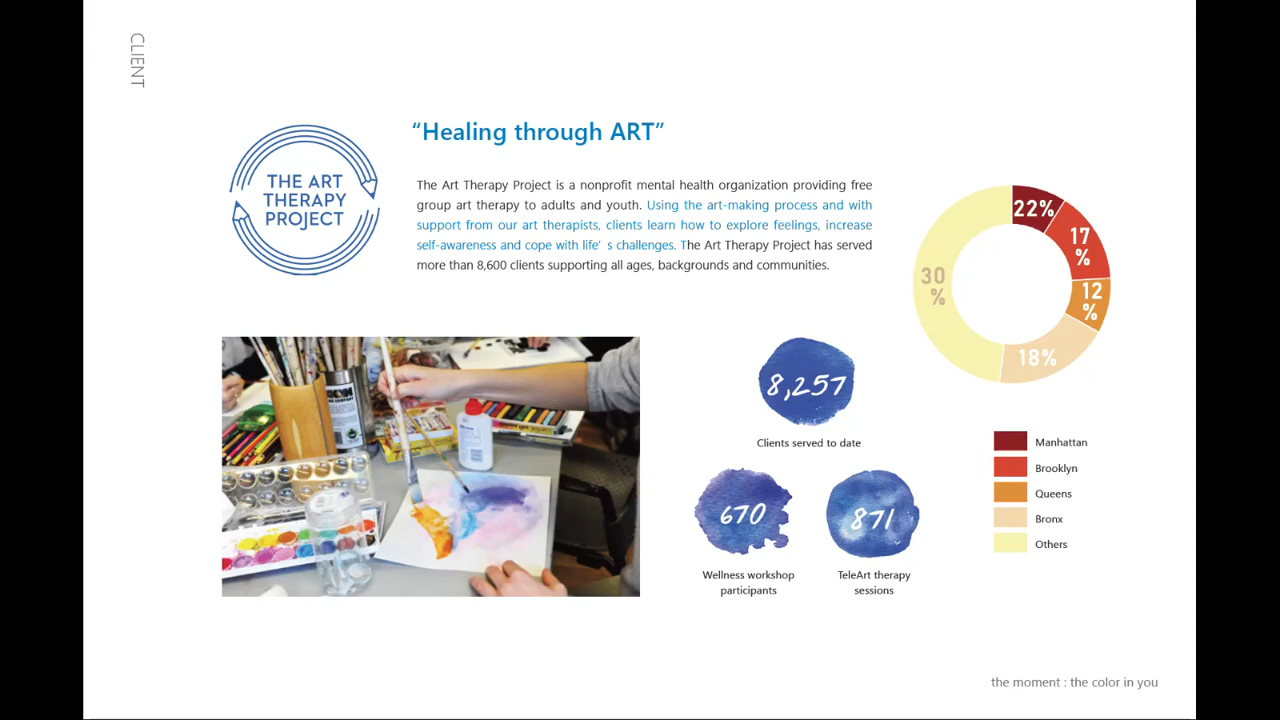 CLIENT
THE ART
THERAPY
PROJECT
“Healing through ART”
The Art Therapy Project is a nonprofit mental health organization providing free
group art therapy to adults and youth. Using the art-making process and with
support from our art therapists, clients learn how to explore feelings, increase
self-awareness and cope with life’ s challenges. The Art Therapy Project has served
more than 8,600 clients supporting all ages, backgrounds and communities.
22%
17
%
12
%
18%
30
%
8,257
Clients served to date
670
Wellness workshop
participants
871
TeleArt therapy
sessions
Manhattan
Brooklyn
Queens
Bronx
Others
the moment : the color in you